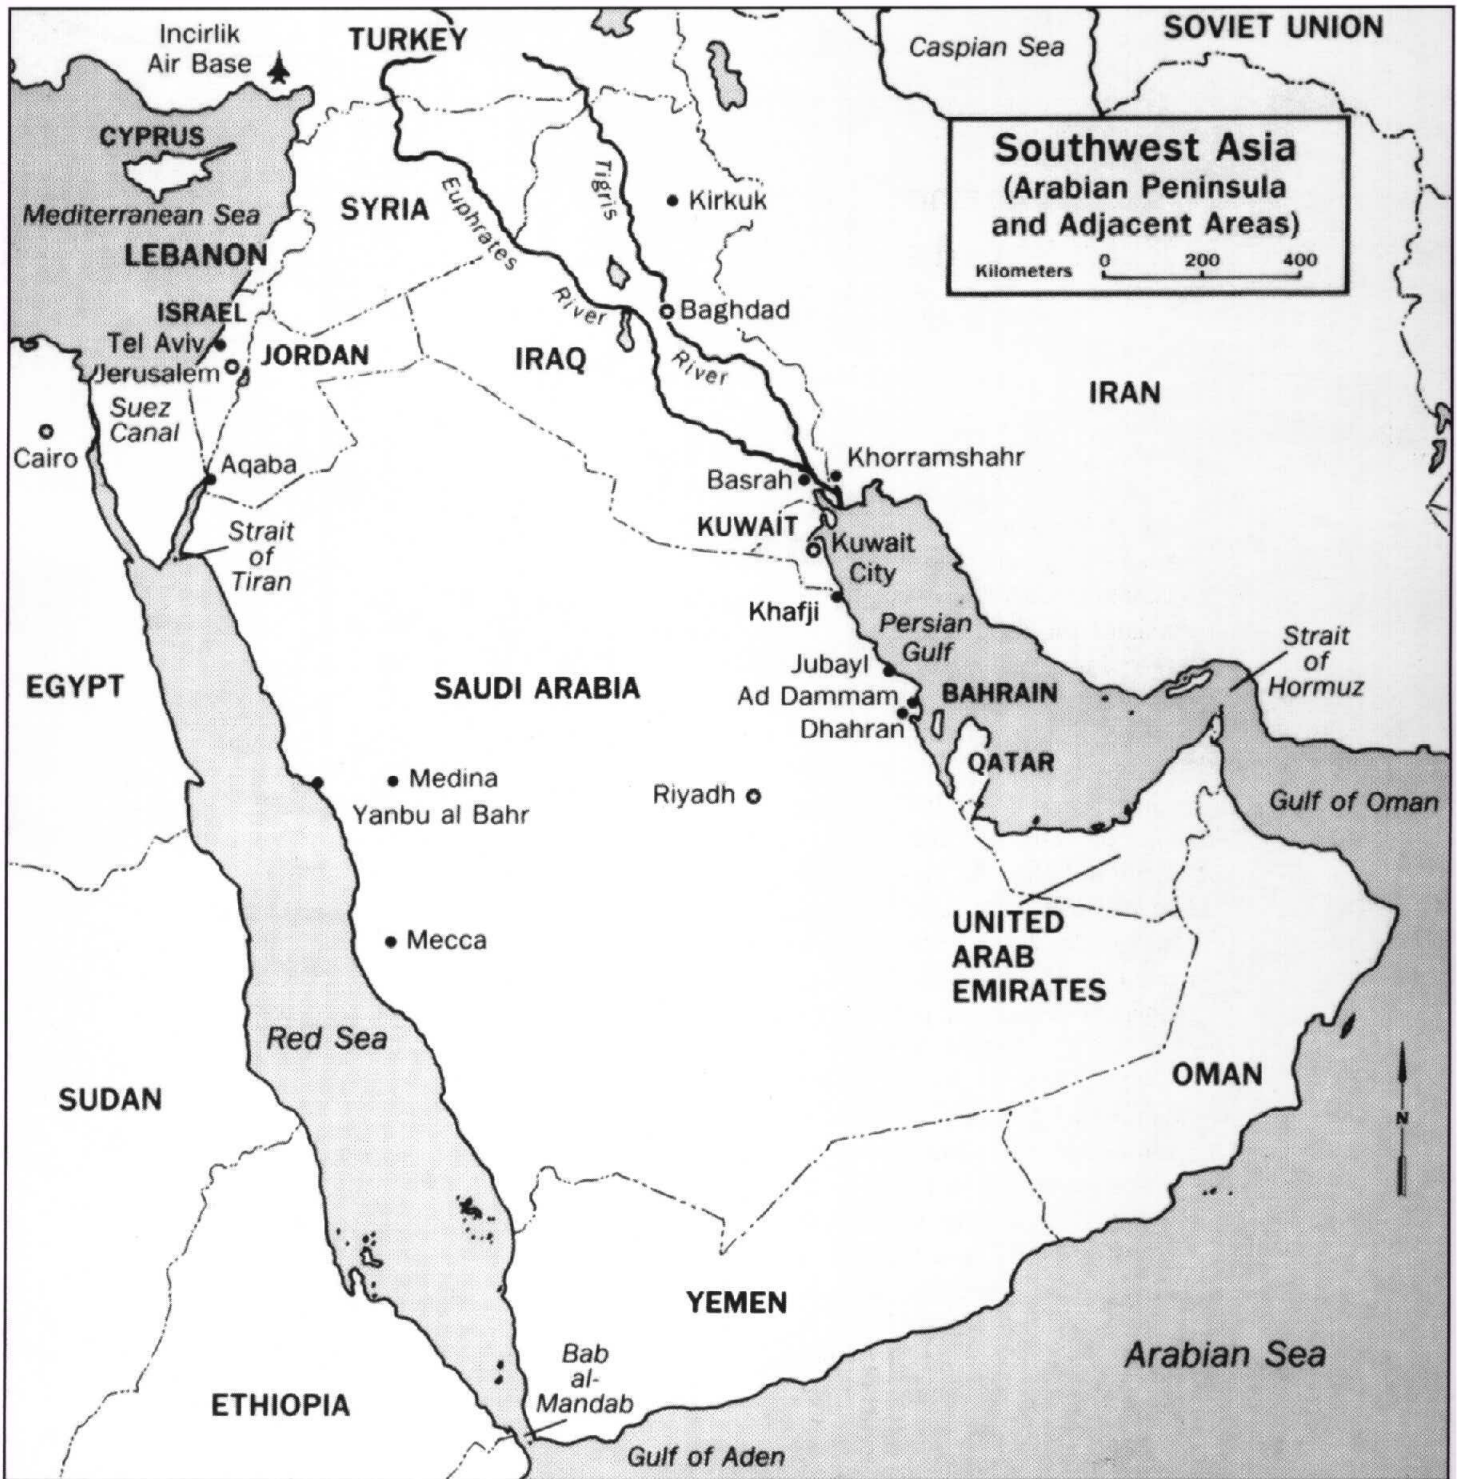 Incirlik
Air Base
TURKEY
Caspian Sea
SOVIET UNION
CYPRUS
Southwest Asia
(Arabian Peninsula
and Adjacent Areas)
Kilometers 0 200 400
Mediterranean Sea
SYRIA
Euphrates
River
Tigris
River
Kirkuk
LEBANON
ISRAEL
Tel Aviv
Jerusalem
JORDAN
IRAQ
Baghdad
IRAN
Suez
Canal
Cairo
Aqaba
Basrah
Khorramshahr
Strait
of
Tiran
KUWAIT
Kuwait
City
Khafji
Persian
Gulf
Strait
of
Hormuz
EGYPT
SAUDI ARABIA
Jubayl
Ad Dammam
Dhahran
BAHRAIN
QATAR
Medina
Yanbu al Bahr
Riyadh
Gulf of Oman
Mecca
UNITED
ARAB
EMIRATES
Red Sea
SUDAN
OMAN
N
YEMEN
Bab
al-
Mandab
ETHIOPIA
Arabian Sea
Gulf of Aden